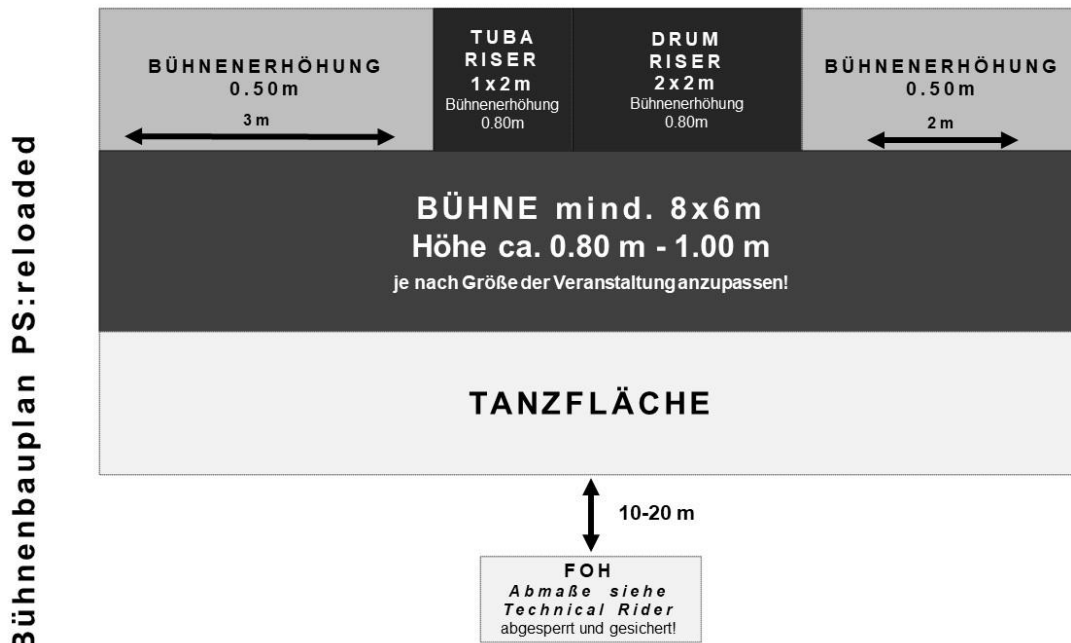 Bühnenbauplan PS:reloaded
BÜHNENERHÖHUNG
0.50m
3 m
TUBA
RISER
1x2m
Bühnenerhöhung
0.80m
DRUM
RISER
2x2m
Bühnenerhöhung
0.80m
BÜHNENERHÖHUNG
0.50m
2 m
BÜHNE mind. 8x6m
Höhe ca. 0.80 m - 1.00 m
je nach Größe der Veranstaltung anzupassen!
TANZFLÄCHE
10-20 m
FOH
Abmaße siehe
Technical Rider
abgesperrt und gesichert!